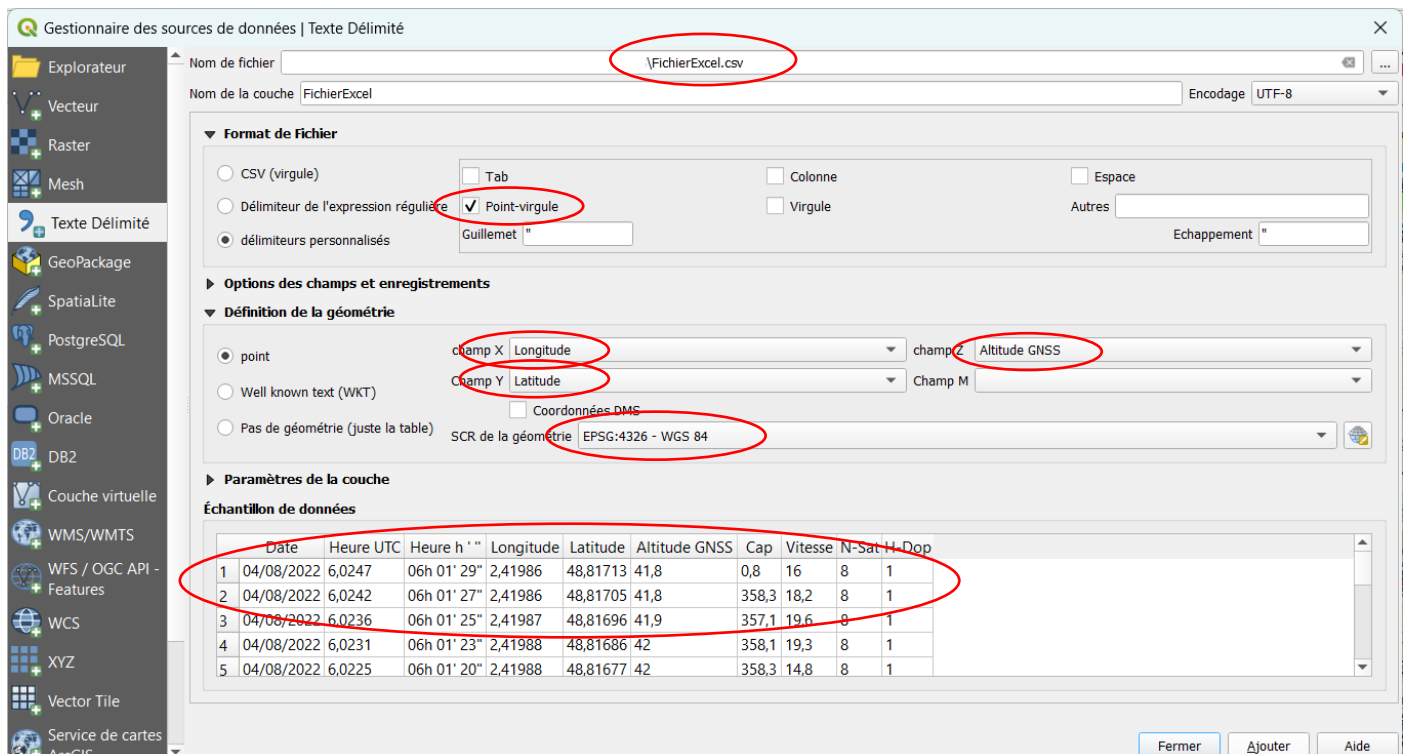 Gestionnaire des sources de données | Texte Délimité
Explorateur
Vecteur
Raster
Mesh
Texte Délimité
GeoPackage
SpatiaLite
PostgreSQL
MSSQL
Oracle
DB2 DB2
Couche virtuelle
WMS/WMTS
WFS / OGC API -
Features
WCS
XYZ
Vector Tile
Service de cartes
ArcGIS
Nom de fichier \FichierExcel.csv ...
Nom de la couche FichierExcel Encodage UTF-8
Format de Fichier
CSV (virgule) Tab Colonne Espace
Délimiteur de l'expression régulière Point-virgule Virgule Autres
délimiteurs personnalisés Guillemet " Echappement "
Options des champs et enregistrements
Définition de la géométrie
point champ X Longitude champ Z Altitude GNSS
Well known text (WKT) Champ Y Latitude Champ M
Coordonnées DMS
Pas de géométrie (juste la table) SCR de la géométrie EPSG:4326 - WGS 84
Paramètres de la couche
Échantillon de données
Date Heure UTC Heure h ' " Longitude Latitude Altitude GNSS Cap Vitesse N-Sat H-Dop
1 04/08/2022 6,0247 06h 01' 29" 2,41986 48,81713 41,8 0,8 16 8 1
2 04/08/2022 6,0242 06h 01' 27" 2,41986 48,81705 41,8 358,3 18,2 8 1
3 04/08/2022 6,0236 06h 01' 25" 2,41987 48,81696 41,9 357,1 19,6 8 1
4 04/08/2022 6,0231 06h 01' 23" 2,41988 48,81686 42 358,1 19,3 8 1
5 04/08/2022 6,0225 06h 01' 20" 2,41988 48,81677 42 358,3 14,8 8 1
Fermer Ajouter Aide